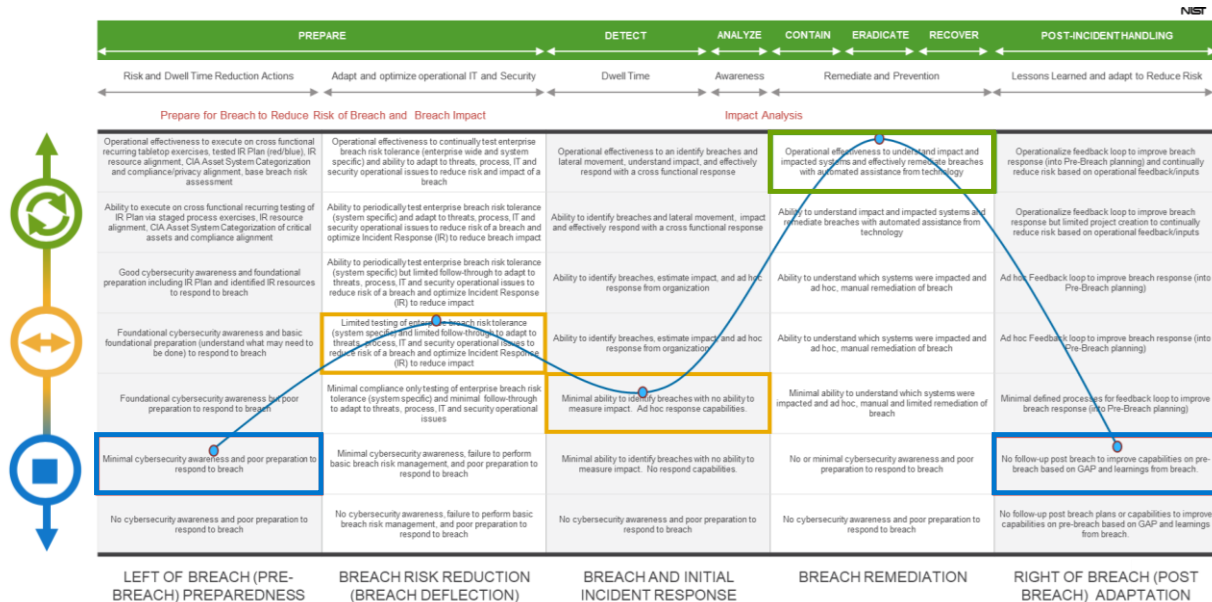 NIST
PREPARE DETECT ANALYZE CONTAIN ERADICATE RECOVER POST-INCIDENT HANDLING
Risk and Dwell Time Reduction Actions Adapt and optimize operational IT and Security Dwell Time Awareness Remediate and Prevention Lessons Learned and adapt to Reduce Risk
Prepare for Breach to Reduce Risk of Breach and Breach Impact Impact Analysis
Operational effectiveness to execute on cross functional
recurring tabletop exercises, tested IR Plan (red/blue), IR
resource alignment, CIA Asset System Categorization
and compliance/privacy alignment, base breach risk
assessment
Operational effectiveness to continually test enterprise
breach risk tolerance (enterprise wide and system
specific) and ability to adapt to threats, process, IT and
security operational issues to reduce risk and impact of a
breach
Operational effectiveness to an identify breaches and
lateral movement, understand impact, and effectively
respond with a cross functional response
Operational effectiveness to understand impact and
impacted systems and effectively remediate breaches
with automated assistance from technology
Operationalize feedback loop to improve breach
response (into Pre-Breach planning) and continually
reduce risk based on operational feedback/inputs
Ability to execute on cross functional recurring testing of
IR Plan via staged process exercises, IR resource
alignment, CIA Asset System Categorization of critical
assets and compliance alignment
Ability to periodically test enterprise breach risk tolerance
(system specific) and adapt to threats, process, IT and
security operational issues to reduce risk of a breach and
optimize Incident Response (IR) to reduce breach impact
Ability to identify breaches and lateral movement, impact
and effectively respond with a cross functional response
Ability to understand impact and impacted systems and
remediate breaches with automated assistance from
technology
Operationalize feedback loop to improve breach
response but limited project creation to continually
reduce risk based on operational feedback/inputs
Good cybersecurity awareness and foundational
preparation including IR Plan and identified IR resources
to respond to breach
Ability to periodically test enterprise breach risk tolerance
(system specific) but limited follow-through to adapt to
threats, process, IT and security operational issues to
reduce risk of a breach and optimize Incident Response
(IR) to reduce impact
Ability to identify breaches, estimate impact, and ad hoc
response from organization
Ability to understand which systems were impacted and
ad hoc, manual remediation of breach
Ad hoc Feedback loop to improve breach response (into
Pre-Breach planning)
Foundational cybersecurity awareness and basic
foundational preparation (understand what may need to
be done) to respond to breach
Limited testing of enterprise breach risk tolerance
(system specific) and limited follow-through to adapt to
threats, process, IT and security operational issues to
reduce risk of a breach and optimize Incident Response
(IR) to reduce impact
Ability to identify breaches, estimate impact, and ad hoc
response from organization
Ability to understand which systems were impacted and
ad hoc, manual remediation of breach
Ad hoc Feedback loop to improve breach response (into
Pre-Breach planning)
Foundational cybersecurity awareness but poor
preparation to respond to breach
Minimal compliance only testing of enterprise breach risk
tolerance (system specific) and minimal follow-through
to adapt to threats, process, IT and security operational
issues
Minimal ability to identify breaches with no ability to
measure impact. Ad hoc response capabilities.
Minimal ability to understand which systems were
impacted and ad hoc, manual and limited remediation of
breach
Minimal defined processes for feedback loop to improve
breach response (into Pre-Breach planning)
Minimal cybersecurity awareness and poor preparation to
respond to breach
Minimal cybersecurity awareness, failure to perform
basic breach risk management, and poor preparation to
respond to breach
Minimal ability to identify breaches with no ability to
measure impact. No respond capabilities.
No or minimal cybersecurity awareness and poor
preparation to respond to breach
No follow-up post breach to improve capabilities on pre-
breach based on GAP and learnings from breach.
No cybersecurity awareness and poor preparation to
respond to breach
No cybersecurity awareness, failure to perform basic
breach risk management, and poor preparation to
respond to breach
No cybersecurity awareness and poor preparation to
respond to breach
No cybersecurity awareness and poor preparation to
respond to breach
No follow-up post breach plans or capabilities to improve
capabilities on pre-breach based on GAP and learnings
from breach.
LEFT OF BREACH (PRE-
BREACH) PREPAREDNESS
BREACH RISK REDUCTION
(BREACH DEFLECTION)
BREACH AND INITIAL
INCIDENT RESPONSE
BREACH REMEDIATION
RIGHT OF BREACH (POST
BREACH) ADAPTATION